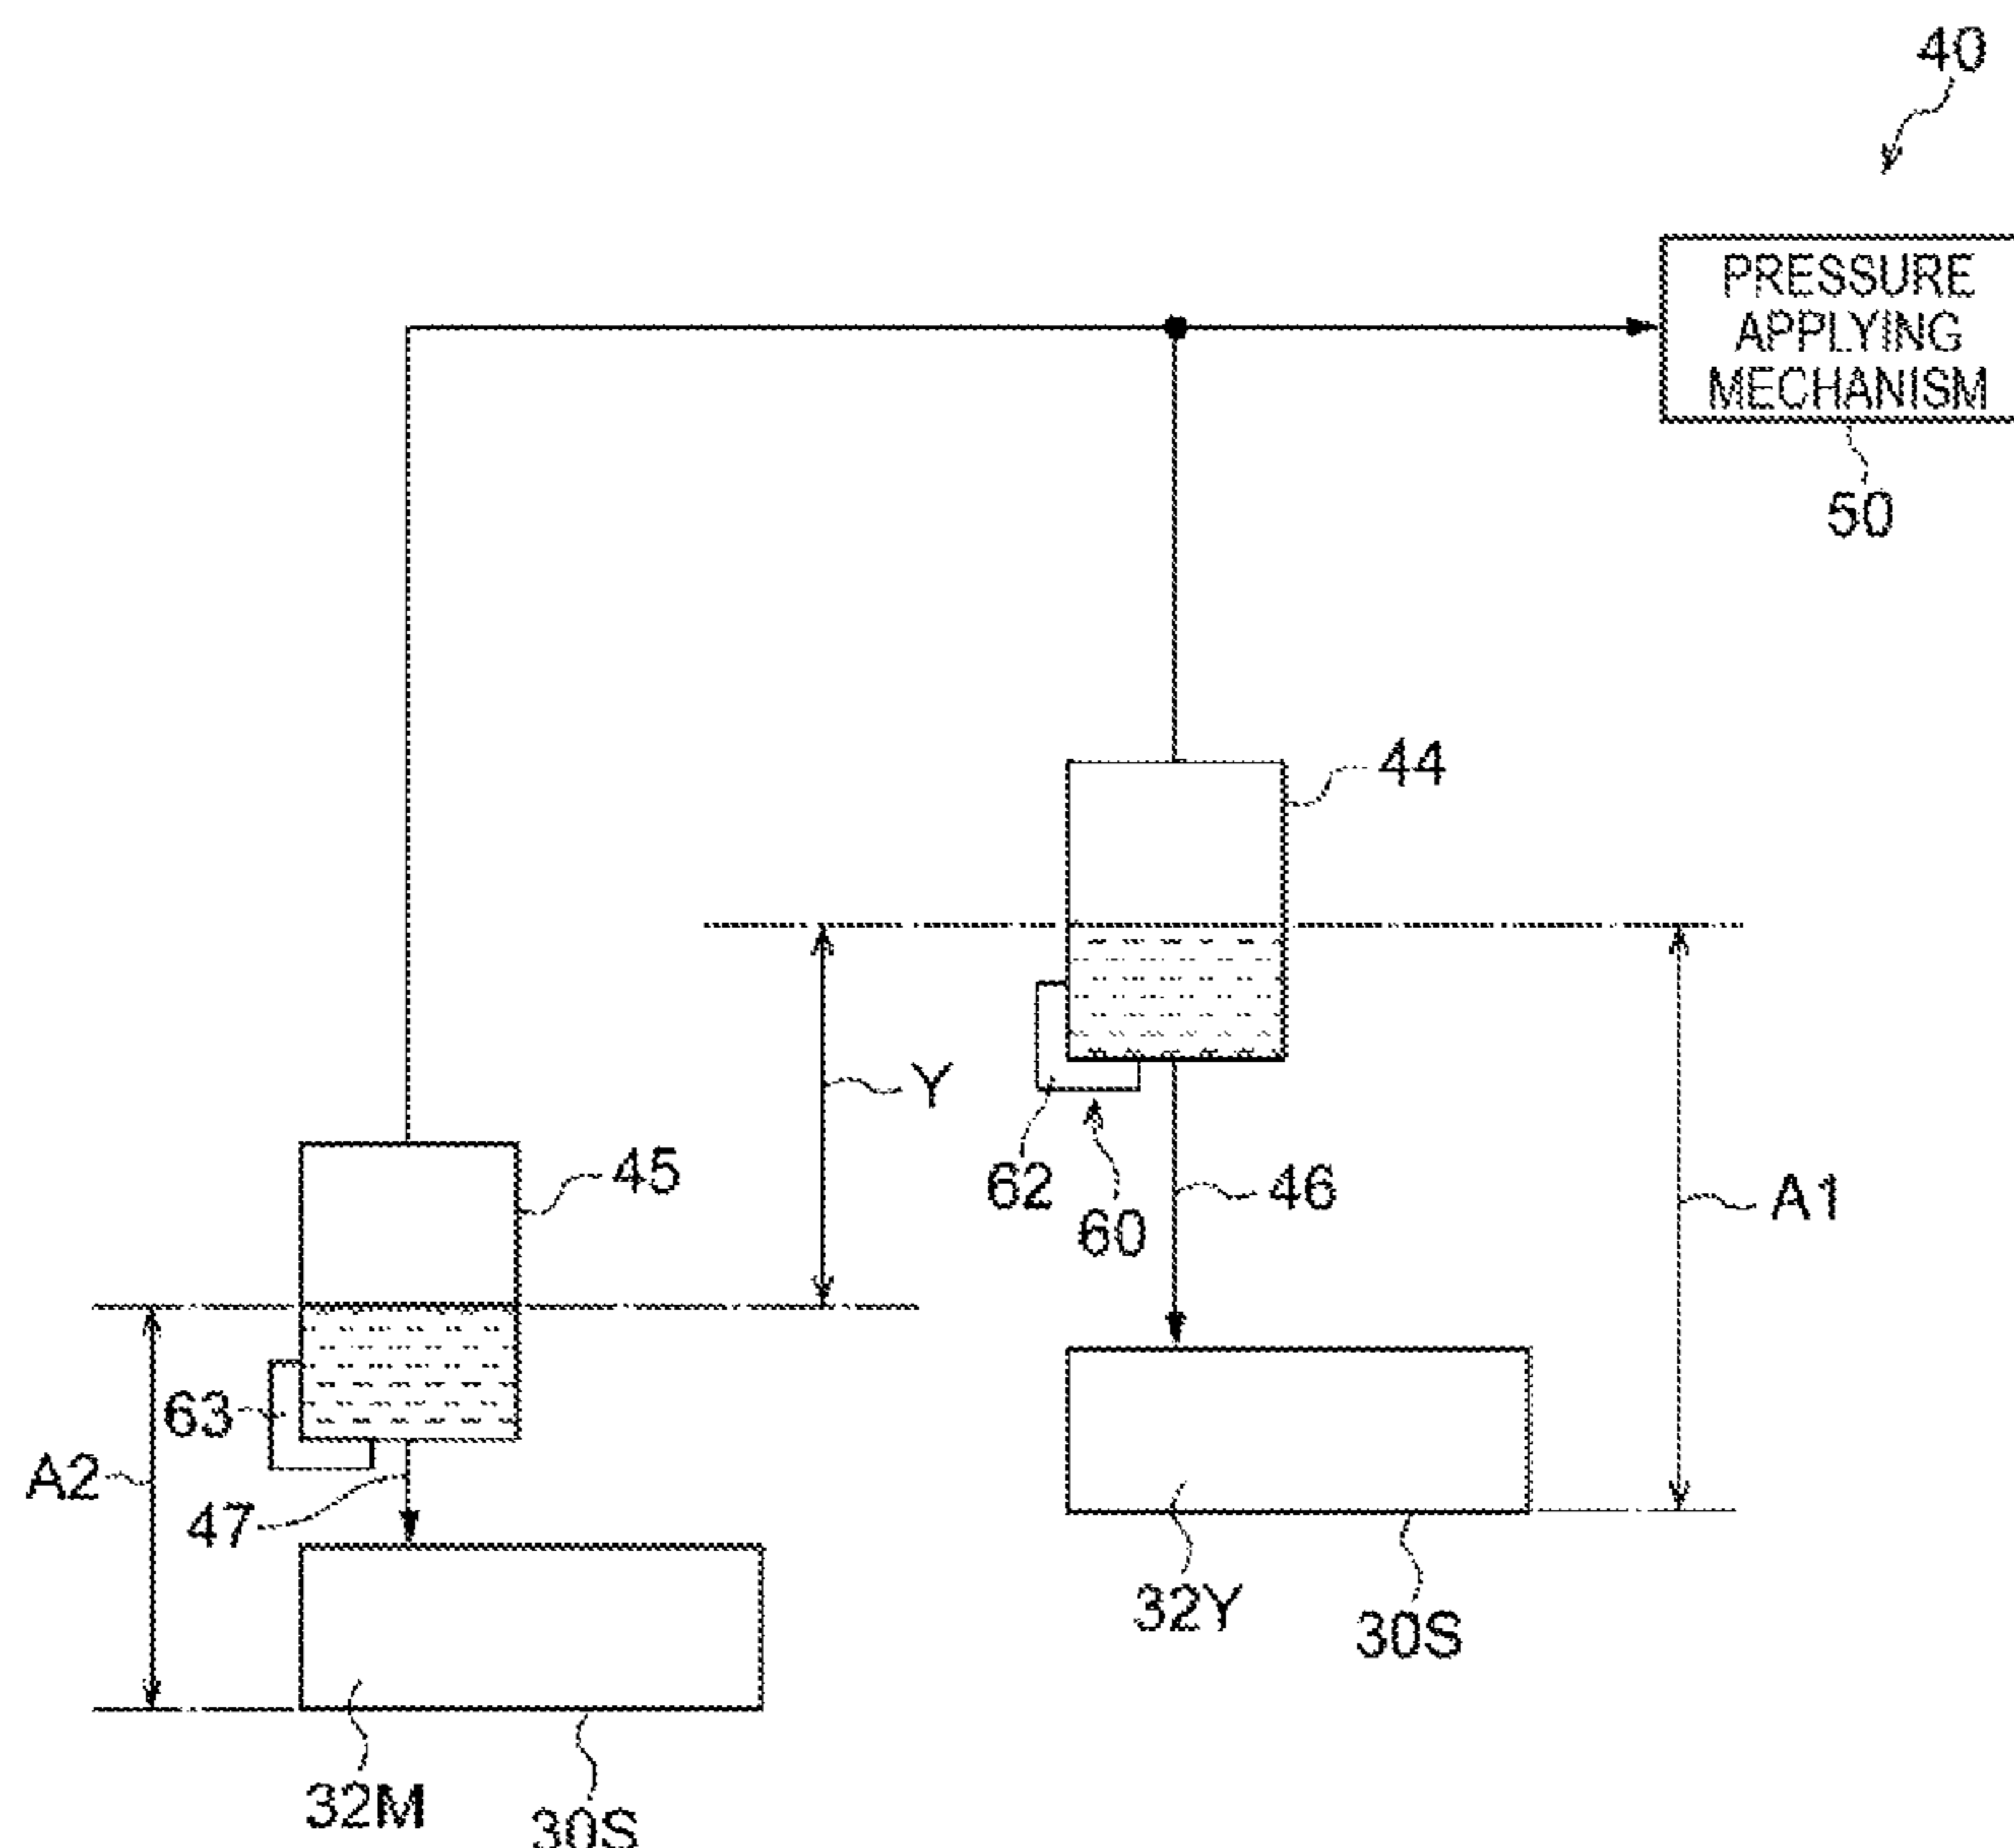 40
PRESSURE
APPLYING
MECHANISM
50
44
Y
45
62
60
46
A1
63
A2
47
32Y
30S
32M
30S